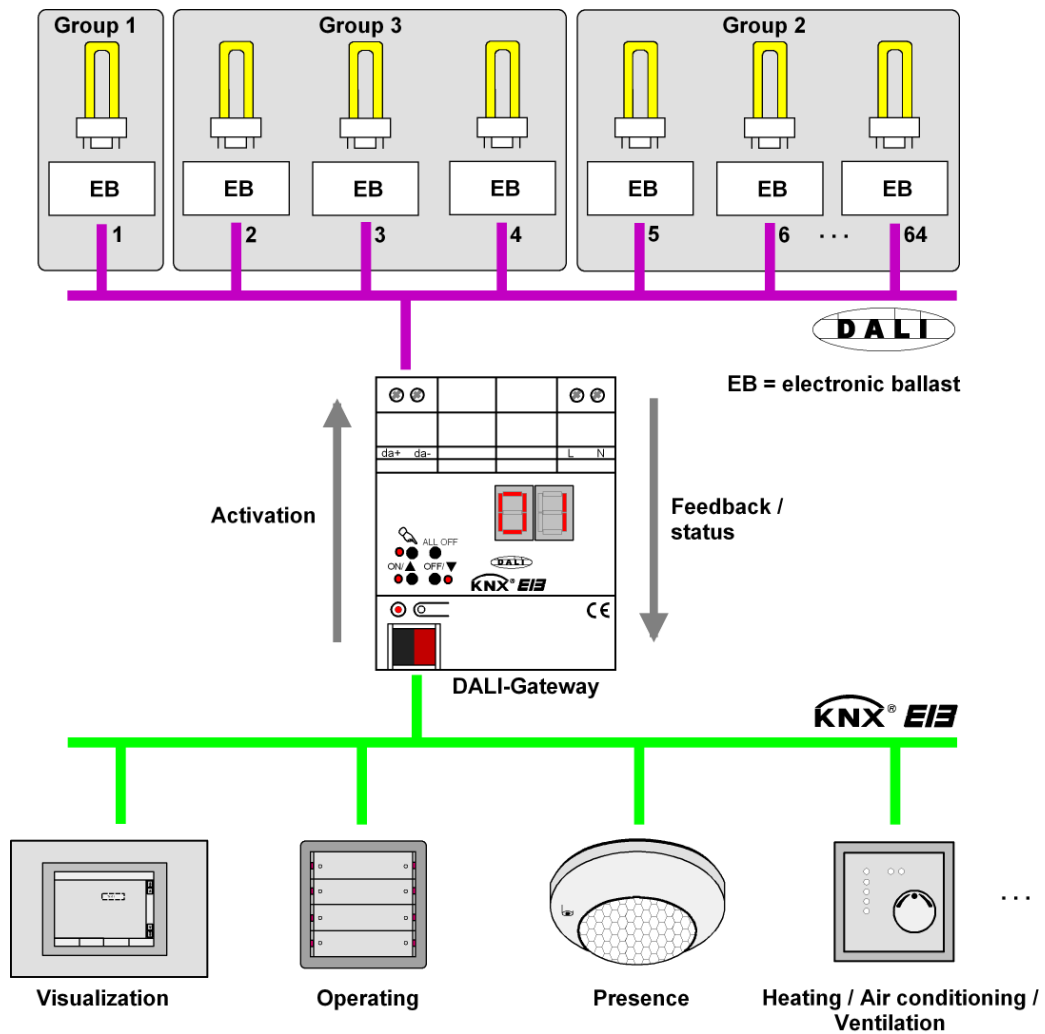 Group 1
Group 3
Group 2
EB
EB
EB
EB
EB
EB
EB
1
2
3
4
5
6
. . .
64
DALI
EB = electronic ballast
da+ da- L N
01
Activation
Feedback /
status
ALL OFF
ON/▲ OFF/▼
DALI
KNX® EIB
CE
DALI-Gateway
KNX® EIB
. . .
Visualization
Operating
Presence
Heating / Air conditioning /
Ventilation